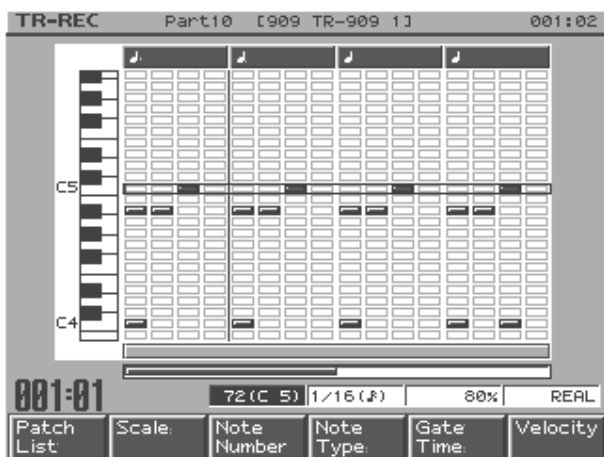 TR-REC Part10 [909 TR-909 1] 001:02
C5
C4
001:01 72(C 5) 1/16(♪) 80% REAL
Patch List: Scale: Note Number Note Type: Gate Time: Velocity